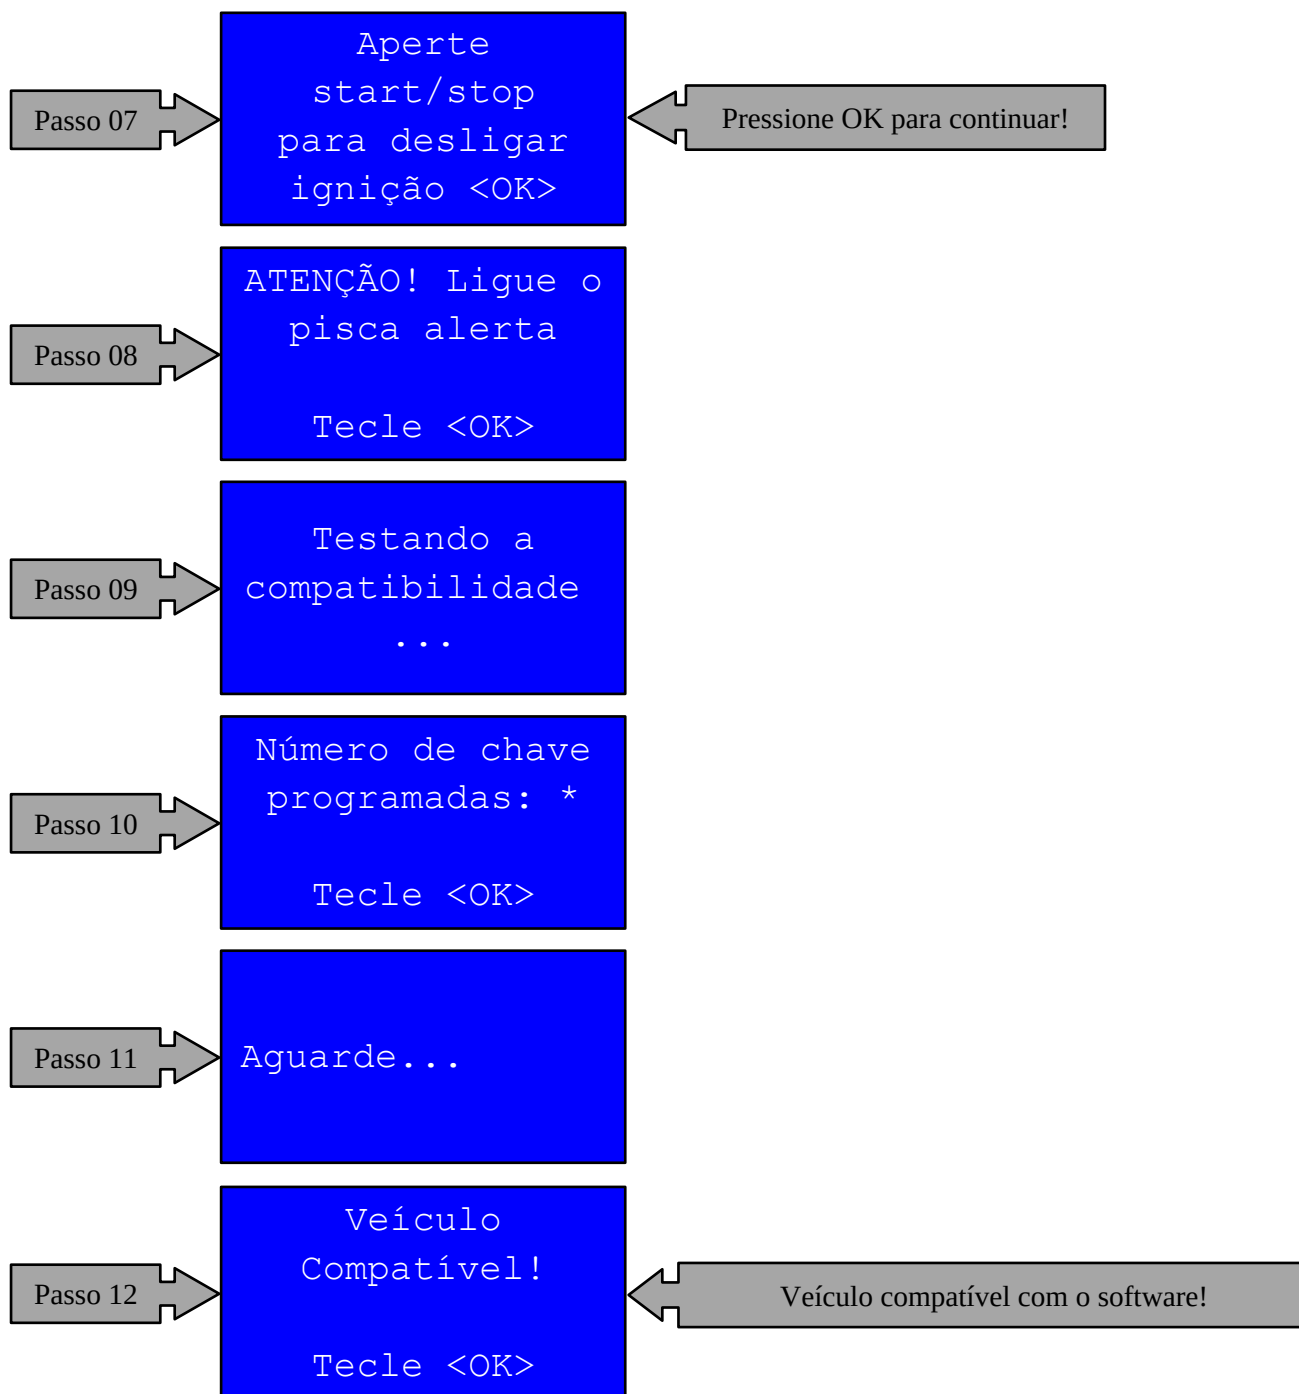 Passo 07
Aperte
start/stop
para desligar
ignição <OK>
Pressione OK para continuar!
Passo 08
ATENÇÃO! Ligue o
pisca alerta
Tecle <OK>
Passo 09
Testando a
compatibilidade
...
Passo 10
Número de chave
programadas: *
Tecle <OK>
Passo 11
Aguarde...
Passo 12
Veículo
Compatível!
Tecle <OK>
Veículo compatível com o software!